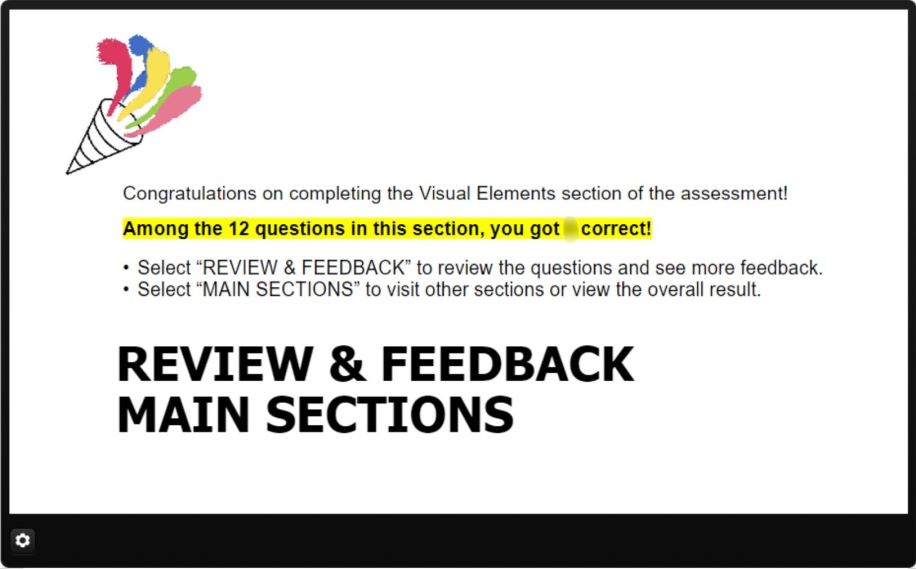 Congratulations on completing the Visual Elements section of the assessment!
Among the 12 questions in this section, you got correct!
• Select “REVIEW & FEEDBACK” to review the questions and see more feedback.
• Select “MAIN SECTIONS” to visit other sections or view the overall result.
REVIEW & FEEDBACK
MAIN SECTIONS